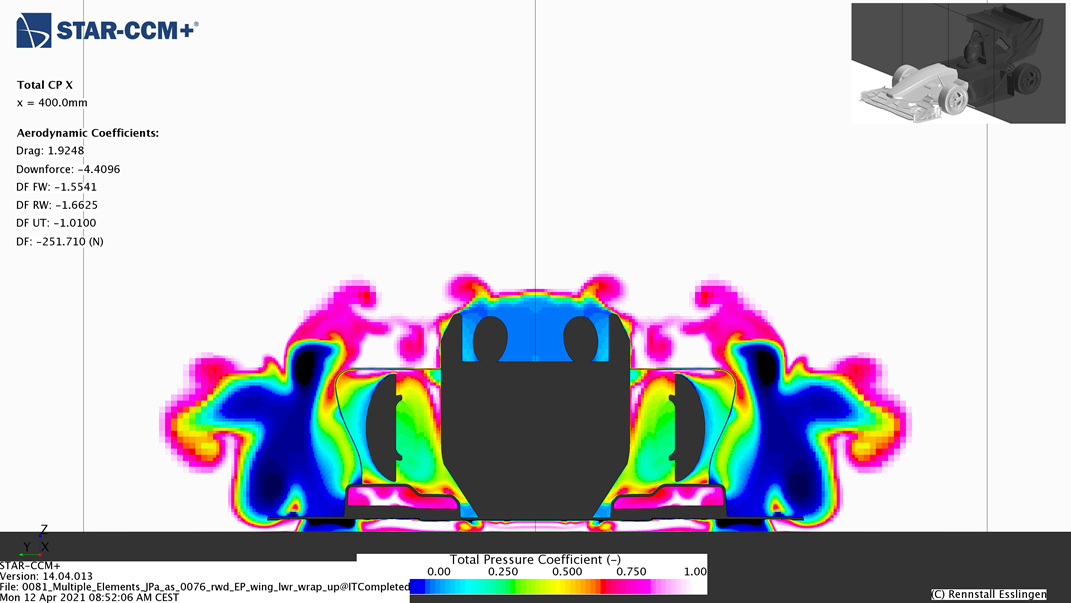 STAR-CCM+®
Total CP X
x = 400.0mm
Aerodynamic Coefficients:
Drag: 1.9248
Downforce: -4.4096
DF FW: -1.5541
DF RW: -1.6625
DF UT: -1.0100
DF: -251.710 (N)
Z
Y X
Total Pressure Coefficient (-)
0.00 0.250 0.500 0.750 1.00
STAR-CCM+
Version: 14.04.013
File: 0081_Multiple_Elements_JPa_as_0076_rwd_EP_wing_lwr_wrap_up@ITCompleted
Mon 12 Apr 2021 08:52:06 AM CEST
(C) Rennstall Esslingen